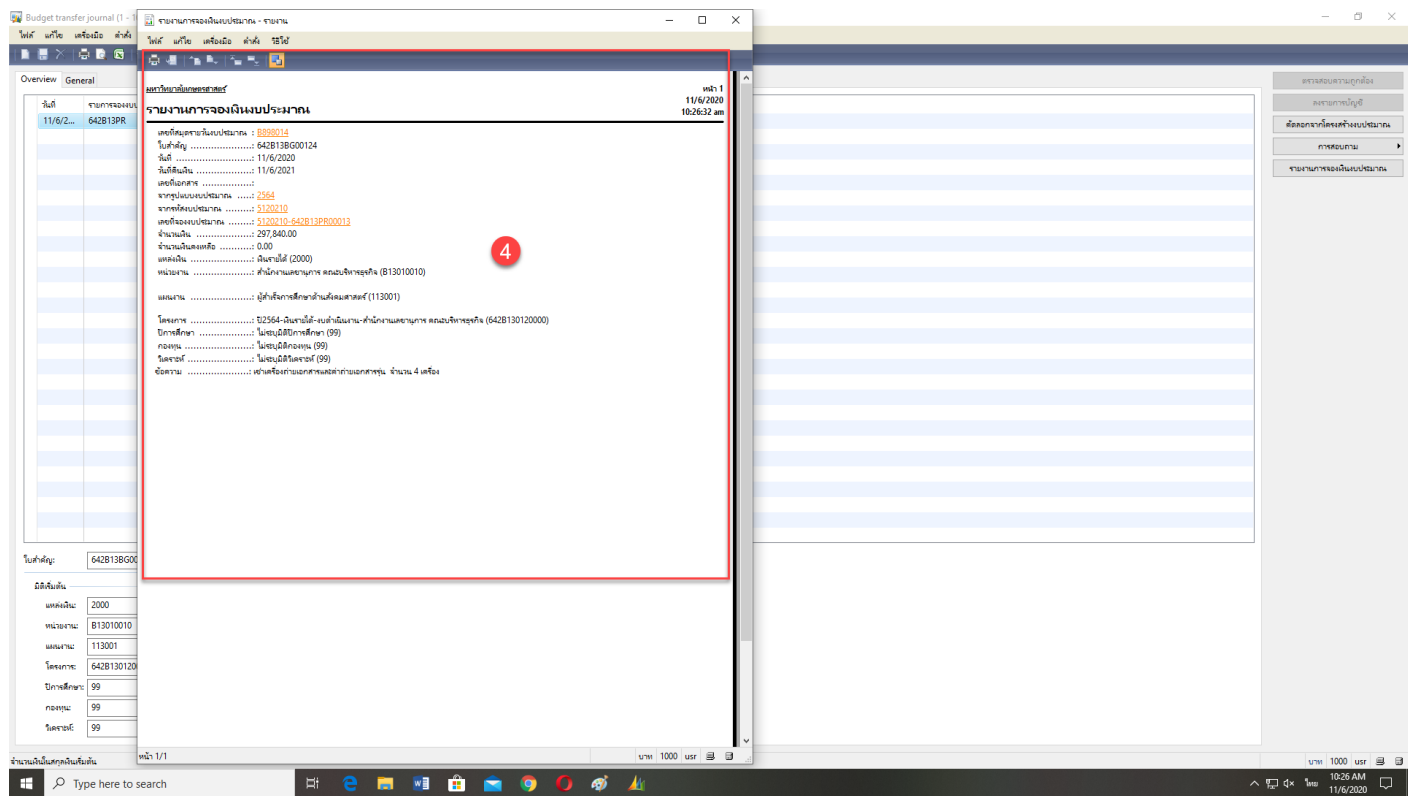 Budget transfer journal (1 - 1
ไฟล์ แก้ไข เครื่องมือ คำสั่ง
Overview General
วันที่ รายการจองงบป
11/6/2... 642B13PR
รายงานการจองเงินงบประมาณ - รายงาน
ไฟล์ แก้ไข เครื่องมือ คำสั่ง วิธีใช้
มหาวิทยาลัยเกษตรศาสตร์ หน้า 1
11/6/2020
รายงานการจองเงินงบประมาณ 10:26:32 am
เลขที่สมุดรายวันงบประมาณ : B898014
ใบสำคัญ ...................: 642B13BG00124
วันที่ ......................: 11/6/2020
วันที่คืนเงิน ................: 11/6/2021
เลขที่เอกสาร ................:
จากรูปแบบงบประมาณ .....: 2564
จากรหัสงบประมาณ .........: 5120210
เลขที่จองงบประมาณ ........: 5120210-642B13PR00013
จำนวนเงิน ..................: 297,840.00
จำนวนเงินคงเหลือ ..........: 0.00
แหล่งเงิน ...................: เงินรายได้ (2000)
หน่วยงาน ...................: สำนักงานเลขานุการ คณะบริหารธุรกิจ (B13010010)
แผนงาน ...................: ผู้สำเร็จการศึกษาด้านสังคมศาสตร์ (113001)
โครงการ ...................: ปี2564-เงินรายได้-งบดำเนินงาน-สำนักงานเลขานุการ คณะบริหารธุรกิจ (642B130120000)
ปีการศึกษา ................: ไม่ระบุมิติปีการศึกษา (99)
กองทุน ....................: ไม่ระบุมิติกองทุน (99)
วิเคราะห์ ...................: ไม่ระบุมิติวิเคราะห์ (99)
ข้อความ ...................: เช่าเครื่องถ่ายเอกสารและค่าถ่ายเอกสารรุ่น จำนวน 4 เครื่อง
4
หน้า 1/1 บาท 1000 usr
ตรวจสอบความถูกต้อง
ลงรายการบัญชี
คัดลอกจากโครงสร้างงบประมาณ
การสอบถาม
รายงานการจองเงินงบประมาณ
ใบสำคัญ: 642B13BG00
มิติเริ่มต้น
แหล่งเงิน: 2000
หน่วยงาน: B13010010
แผนงาน: 113001
โครงการ: 642B130120
ปีการศึกษา: 99
กองทุน: 99
วิเคราะห์: 99
จำนวนเงินในสกุลเงินเริ่มต้น บาท 1000 usr
Type here to search ไทย 10:26 AM
11/6/2020